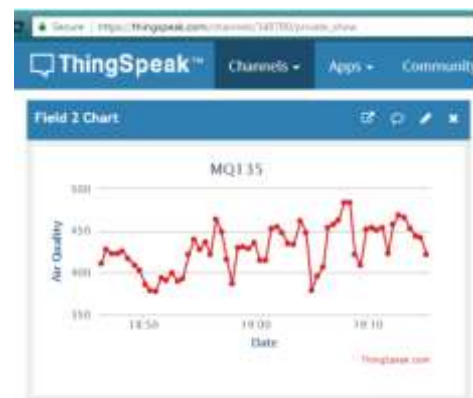 Secure https://thingspeak.com/channels/
ThingSpeak™ Channels Apps Community
Field 2 Chart
MQ135
500
450
400
350
Air Quality
18:50 19:00 19:10
Date
ThingSpeak.com